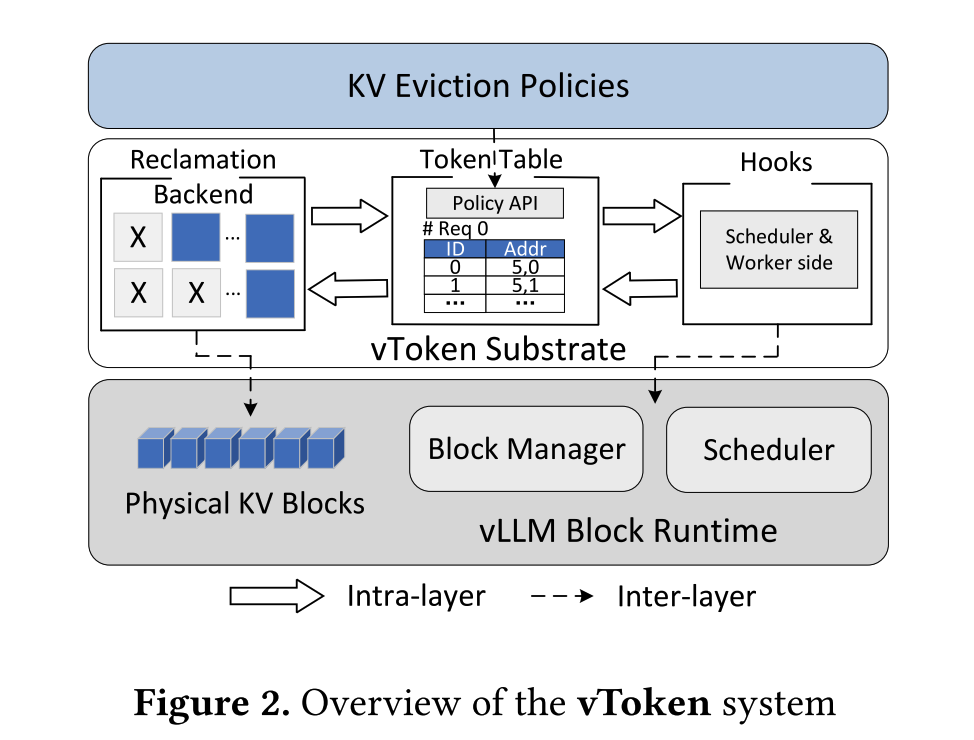 KV Eviction Policies
Reclamation
Backend
X
...
X
X
...
Token Table
Policy API
# Req 0
ID Addr
0 5,0
1 5,1
... ...
Hooks
Scheduler &
Worker side
vToken Substrate
Physical KV Blocks
Block Manager
Scheduler
vLLM Block Runtime
Intra-layer
Inter-layer
Figure 2. Overview of the vToken system